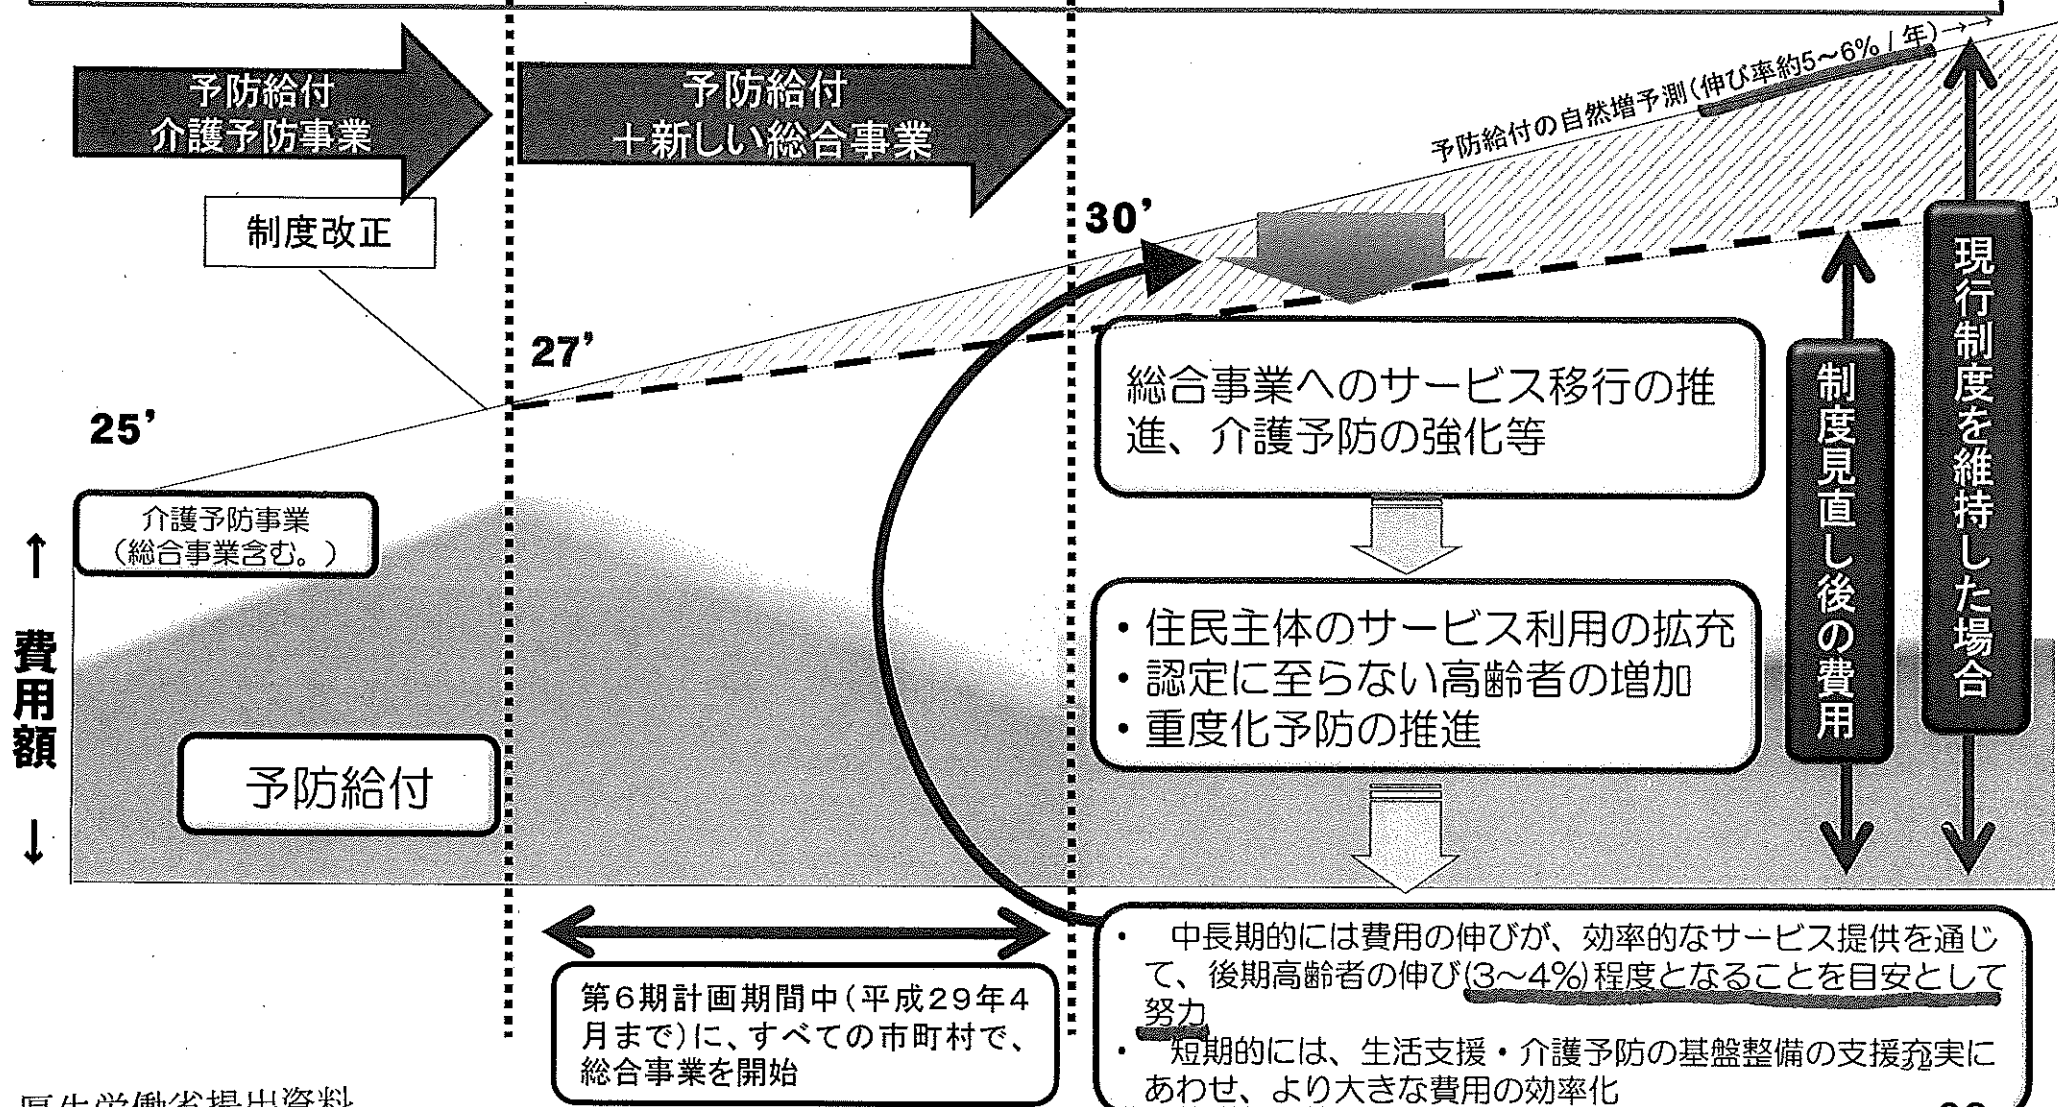 予防給付
介護予防事業
予防給付
＋新しい総合事業
予防給付の自然増予測(伸び率約5～6% / 年)→→
制度改正
30’
27’
25’
現行制度を維持した場合
制度見直し後の費用
総合事業へのサービス移行の推
進、介護予防の強化等
介護予防事業
（総合事業含む。）
↑
費用額
↓
・住民主体のサービス利用の拡充
・認定に至らない高齢者の増加
・重度化予防の推進
予防給付
・ 中長期的には費用の伸びが、効率的なサービス提供を通じ
て、後期高齢者の伸び(3～4%)程度となることを目安として
努力
・ 短期的には、生活支援・介護予防の基盤整備の支援充実に
あわせ、より大きな費用の効率化
第6期計画期間中(平成29年4
月まで)に、すべての市町村で、
総合事業を開始
厚生労働省提出資料